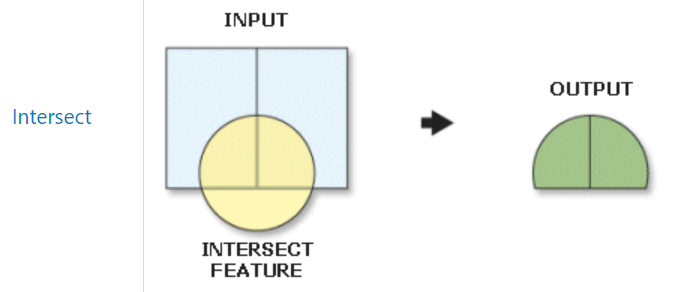 INPUT
Intersect
OUTPUT
INTERSECT
FEATURE